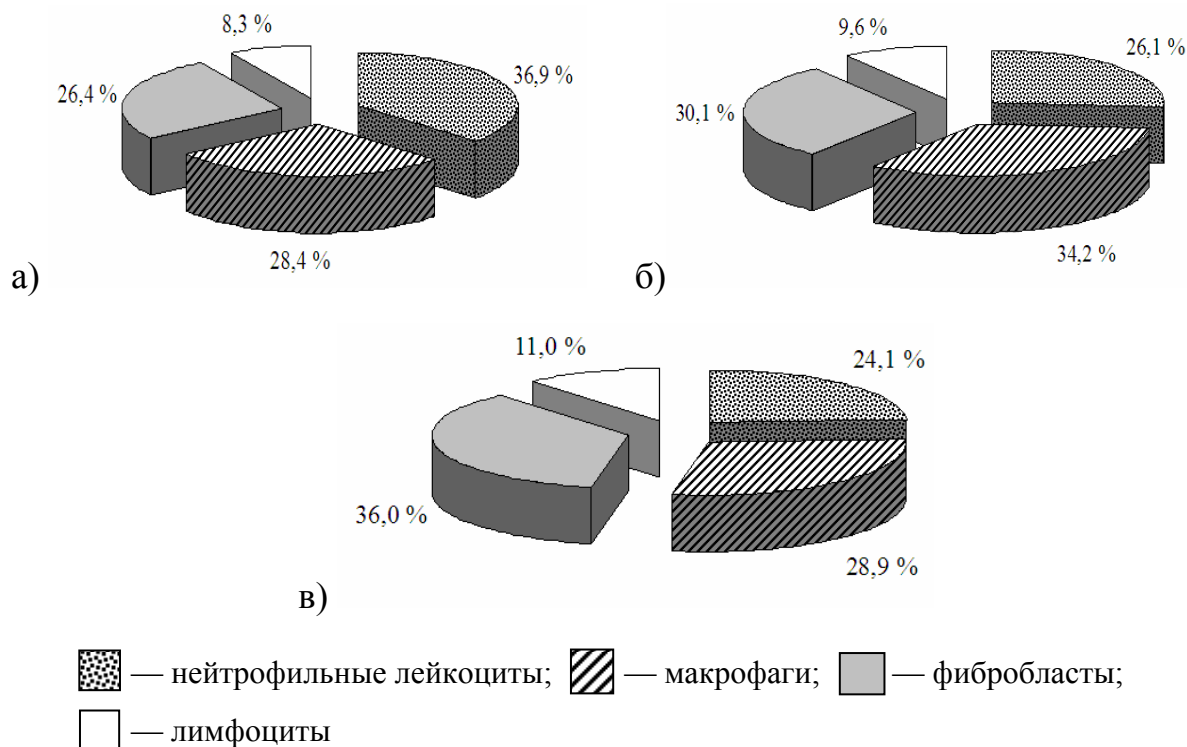 8,3 %
36,9 %
26,4 %
28,4 %
а)
9,6 %
26,1 %
30,1 %
34,2 %
б)
11,0 %
24,1 %
36,0 %
28,9 %
в)
— нейтрофильные лейкоциты; — макрофаги; — фибробласты;
— лимфоциты